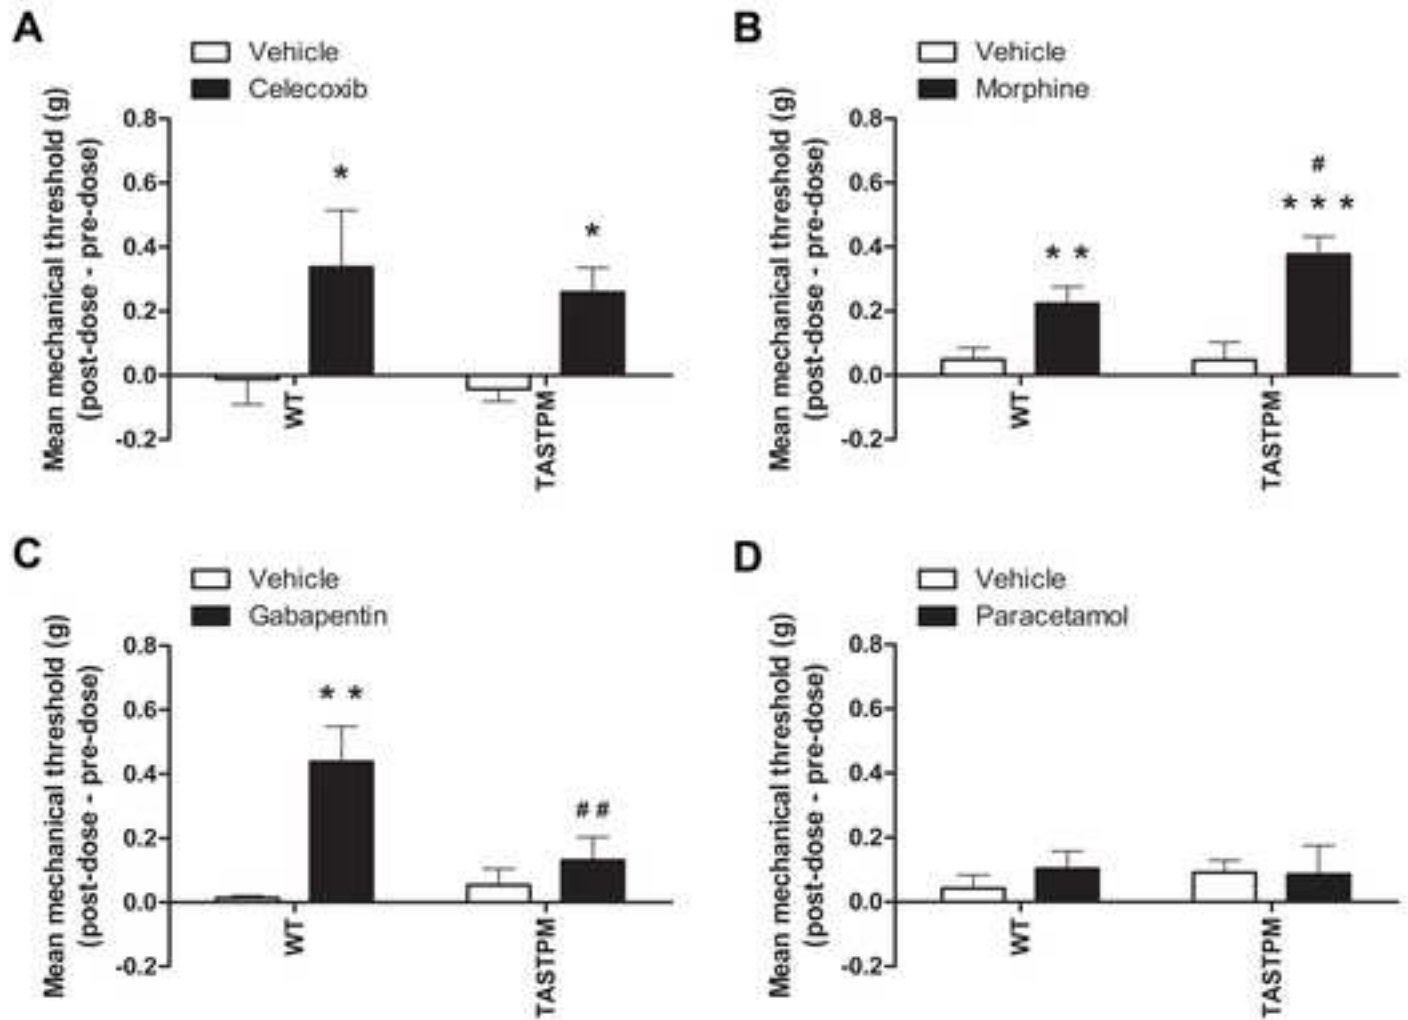 A
Vehicle
Celecoxib
Mean mechanical threshold (g)
(post-dose - pre-dose)
0.8
0.6
0.4
0.2
0.0
-0.2
*
*
WT
TASTPM
B
Vehicle
Morphine
Mean mechanical threshold (g)
(post-dose - pre-dose)
0.8
0.6
0.4
0.2
0.0
-0.2
* *
#
* * *
WT
TASTPM
C
Vehicle
Gabapentin
Mean mechanical threshold (g)
(post-dose - pre-dose)
0.8
0.6
0.4
0.2
0.0
-0.2
* *
# #
WT
TASTPM
D
Vehicle
Paracetamol
Mean mechanical threshold (g)
(post-dose - pre-dose)
0.8
0.6
0.4
0.2
0.0
-0.2
WT
TASTPM